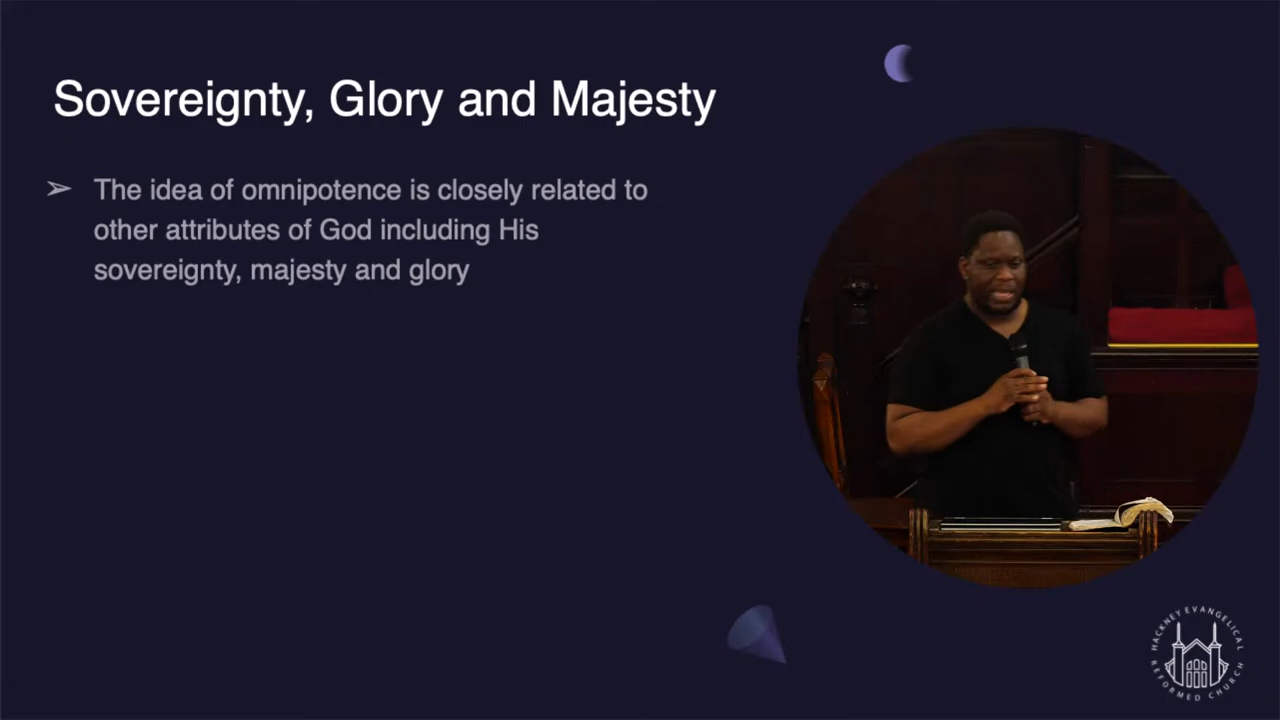 Sovereignty, Glory and Majesty
➢ The idea of omnipotence is closely related to
other attributes of God including His
sovereignty, majesty and glory
HACKNEY EVANGELICAL
REFORMED CHURCH